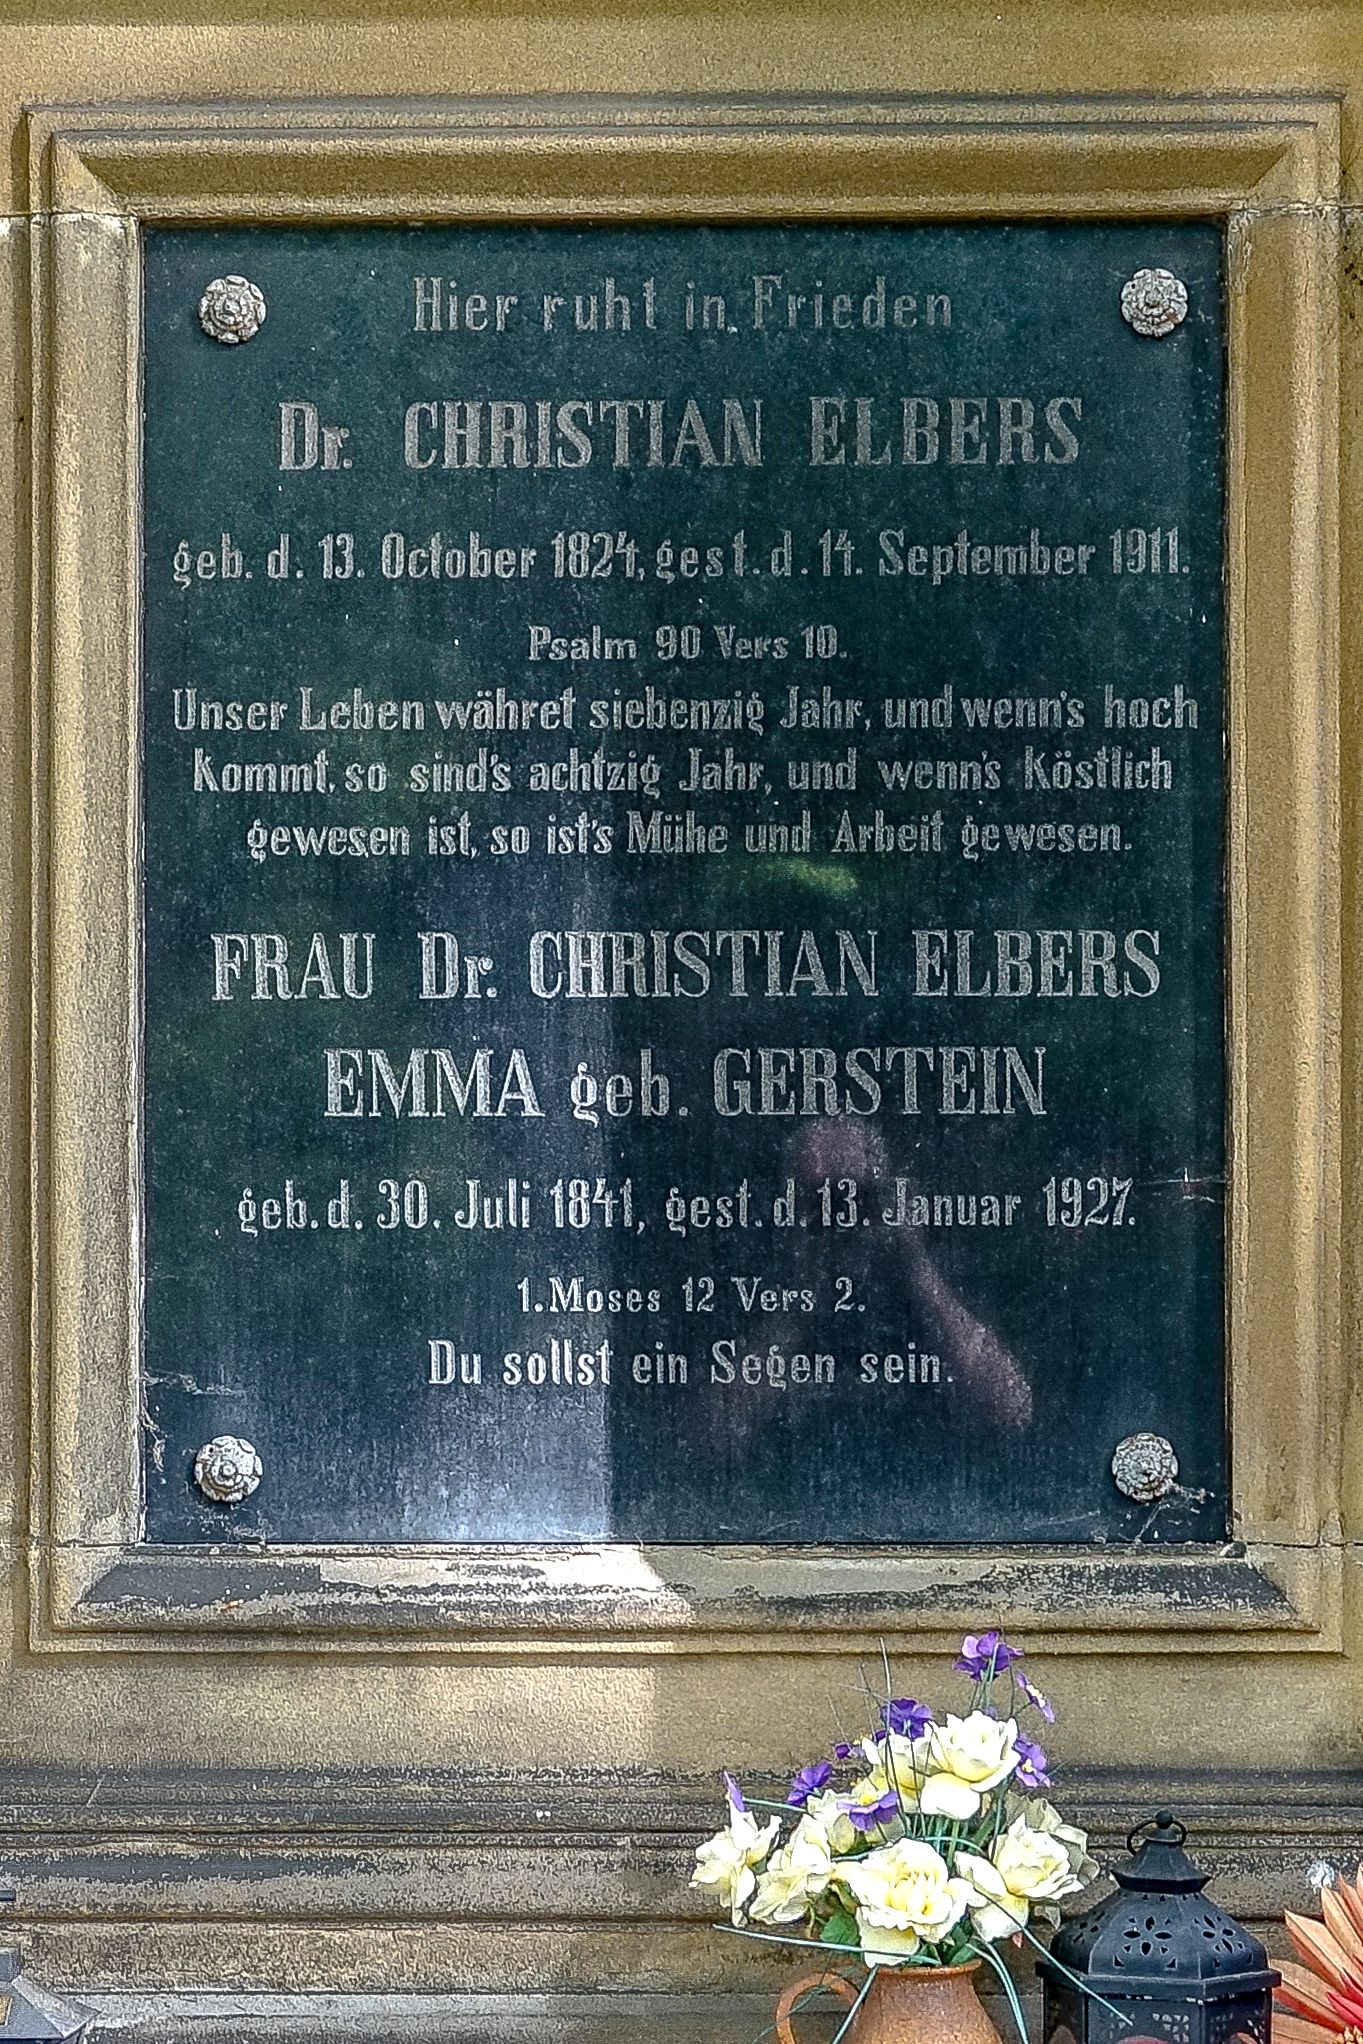 Hier ruht in Frieden
Dr. CHRISTIAN ELBERS
geb. d. 13. October 1824, gest. d. 14. September 1911.
Psalm 90 Vers 10.
Unser Leben währet siebenzig Jahr, und wenn's hoch
kommt, so sind's achtzig Jahr, und wenn's köstlich
gewesen ist, so ist's Mühe und Arbeit gewesen.
FRAU Dr. CHRISTIAN ELBERS
EMMA geb. GERSTEIN
geb. d. 30. Juli 1841, gest. d. 13. Januar 1927.
1. Moses 12 Vers 2.
Du sollst ein Segen sein.